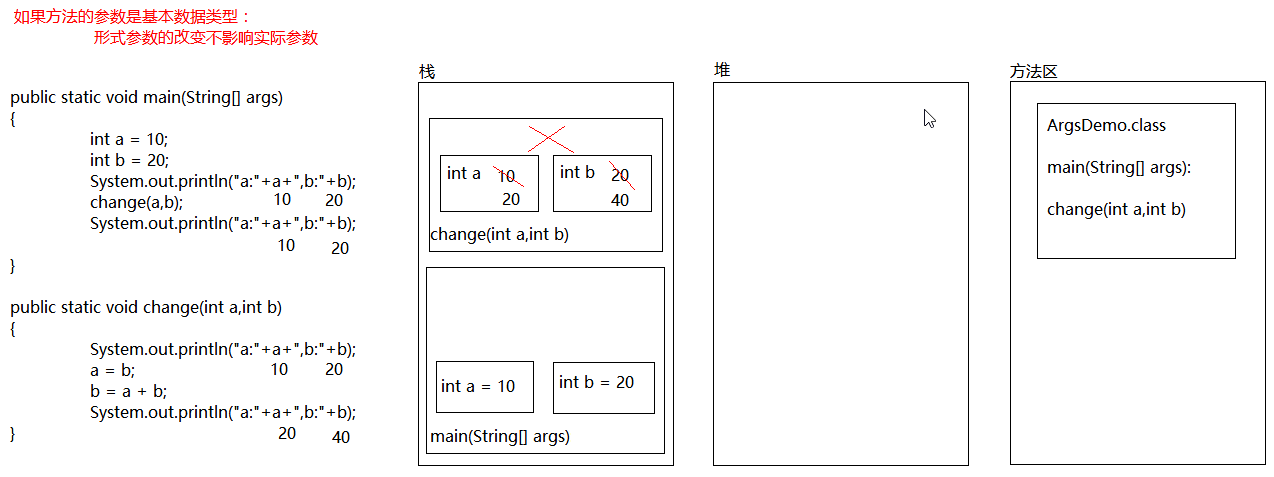 如果方法的参数是基本数据类型：
形式参数的改变不影响实际参数
public static void main(String[] args)
{
int a = 10;
int b = 20;
System.out.println("a:"+a+",b:"+b);
10 20
change(a,b);
System.out.println("a:"+a+",b:"+b);
10 20
}
public static void change(int a,int b)
{
System.out.println("a:"+a+",b:"+b);
10 20
a = b;
b = a + b;
System.out.println("a:"+a+",b:"+b);
20 40
}
栈
int a 10
20
int b 20
40
change(int a,int b)
int a = 10
int b = 20
main(String[] args)
堆
方法区
ArgsDemo.class
main(String[] args):
change(int a,int b)